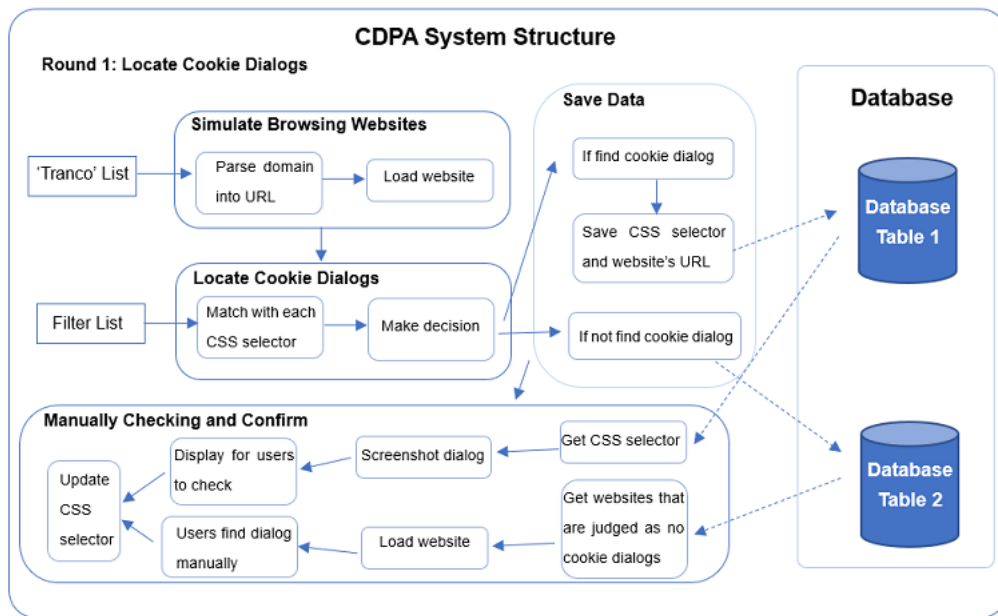 CDPA System Structure
Round 1: Locate Cookie Dialogs
Simulate Browsing Websites
'Tranco' List
Parse domain
into URL
Load website
Locate Cookie Dialogs
Filter List
Match with each
CSS selector
Make decision
Save Data
If find cookie dialog
Save CSS selector
and website's URL
If not find cookie dialog
Database
Database
Table 1
Database
Table 2
Manually Checking and Confirm
Get CSS selector
Screenshot dialog
Display for users
to check
Update
CSS
selector
Get websites that
are judged as no
cookie dialogs
Load website
Users find dialog
manually